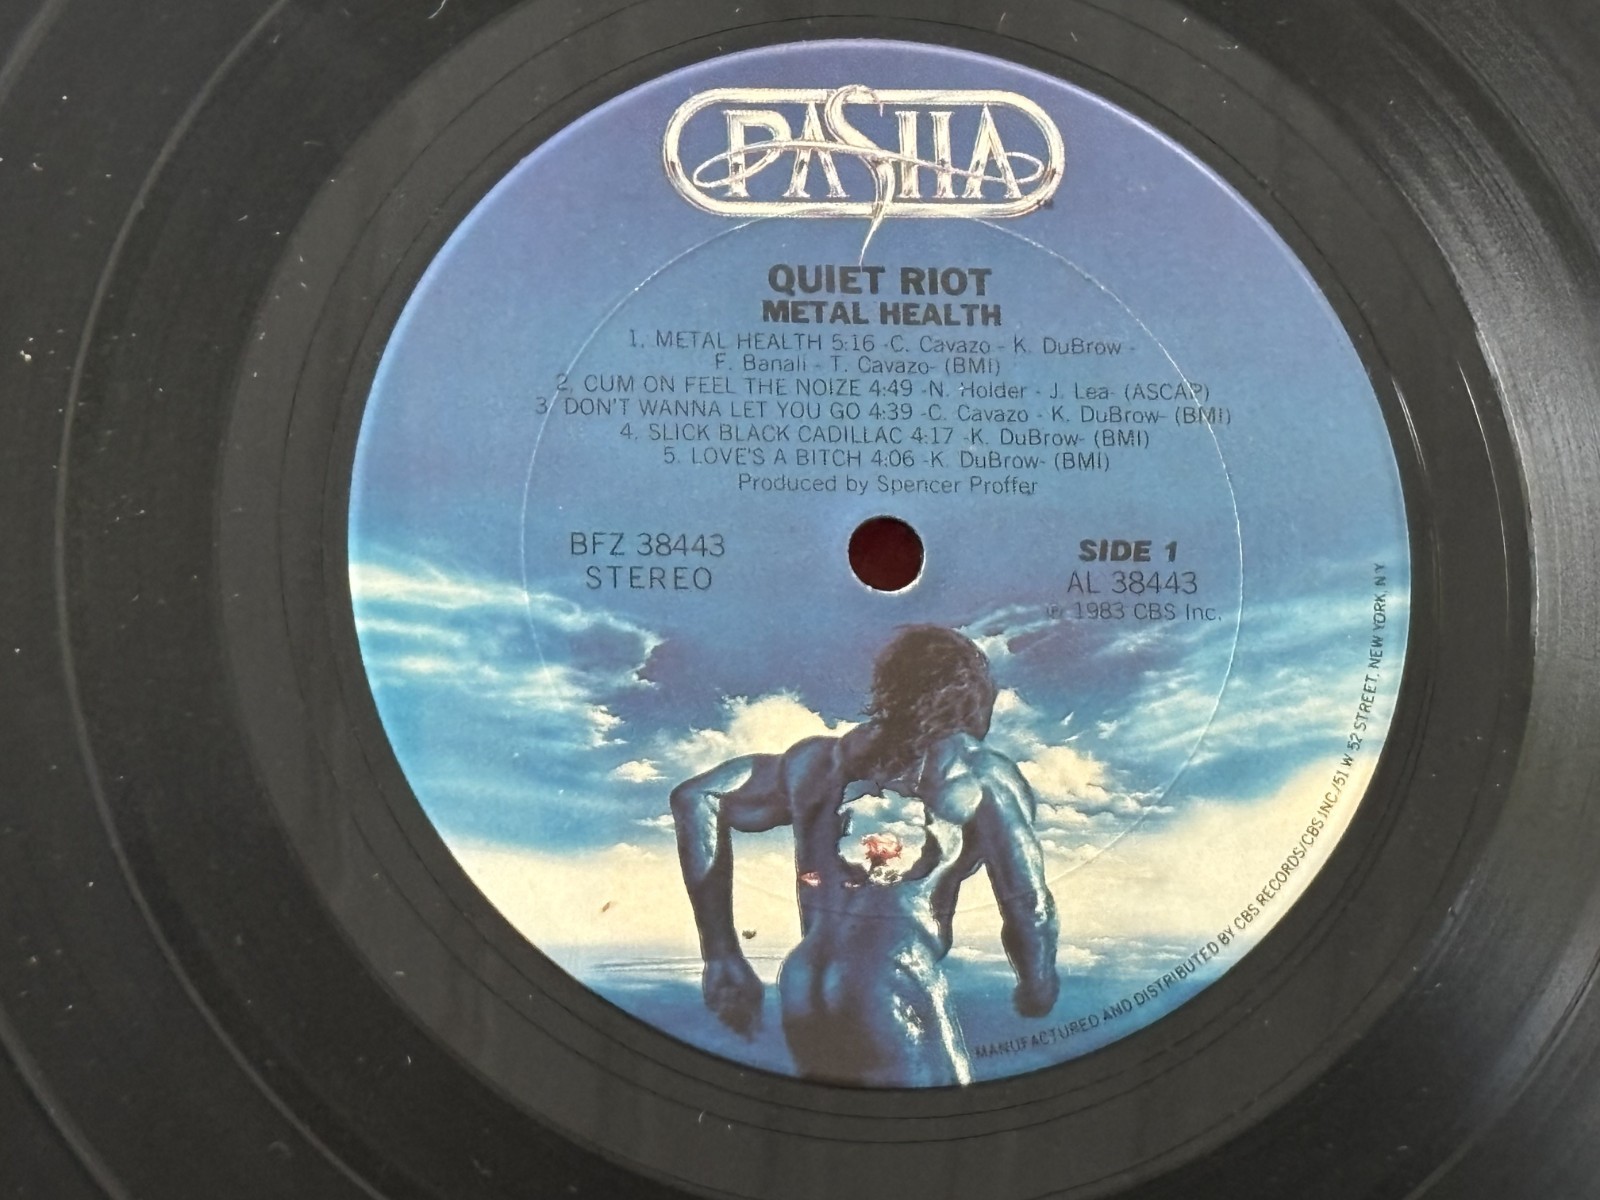 PASHA
QUIET RIOT
METAL HEALTH
1. METAL HEALTH 5:16 -C. Cavazo - K. DuBrow -
F. Banali - T. Cavazo- (BMI)
2. CUM ON FEEL THE NOIZE 4:49 -N. Holder - J. Lea- (ASCAP)
3. DON'T WANNA LET YOU GO 4:39 -C. Cavazo - K. DuBrow- (BMI)
4. SLICK BLACK CADILLAC 4:17 -K. DuBrow- (BMI)
5. LOVE'S A BITCH 4:06 -K. DuBrow- (BMI)
Produced by Spencer Proffer
BFZ 38443
STEREO
SIDE 1
AL 38443
℗ 1983 CBS Inc.
MANUFACTURED AND DISTRIBUTED BY CBS RECORDS/CBS INC./51 W 52 STREET, NEW YORK, N Y